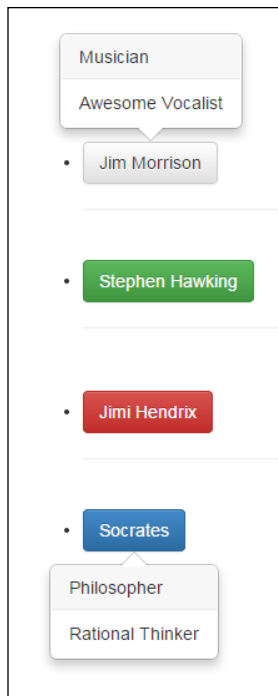 Musician
Awesome Vocalist
Jim Morrison
Stephen Hawking
Jimi Hendrix
Socrates
Philosopher
Rational Thinker